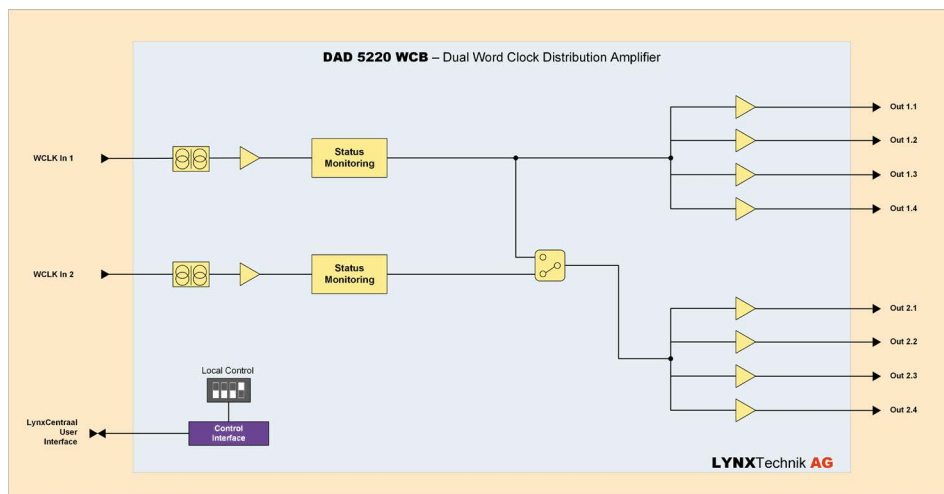 DAD 5220 WCB – Dual Word Clock Distribution Amplifier
Out 1.1
Out 1.2
WCLK In 1
Status
Monitoring
Out 1.3
Out 1.4
WCLK In 2
Status
Monitoring
Out 2.1
Out 2.2
Out 2.3
Out 2.4
Local Control
LynxCentraal
User
Interface
Control
Interface
LYNXTechnik AG